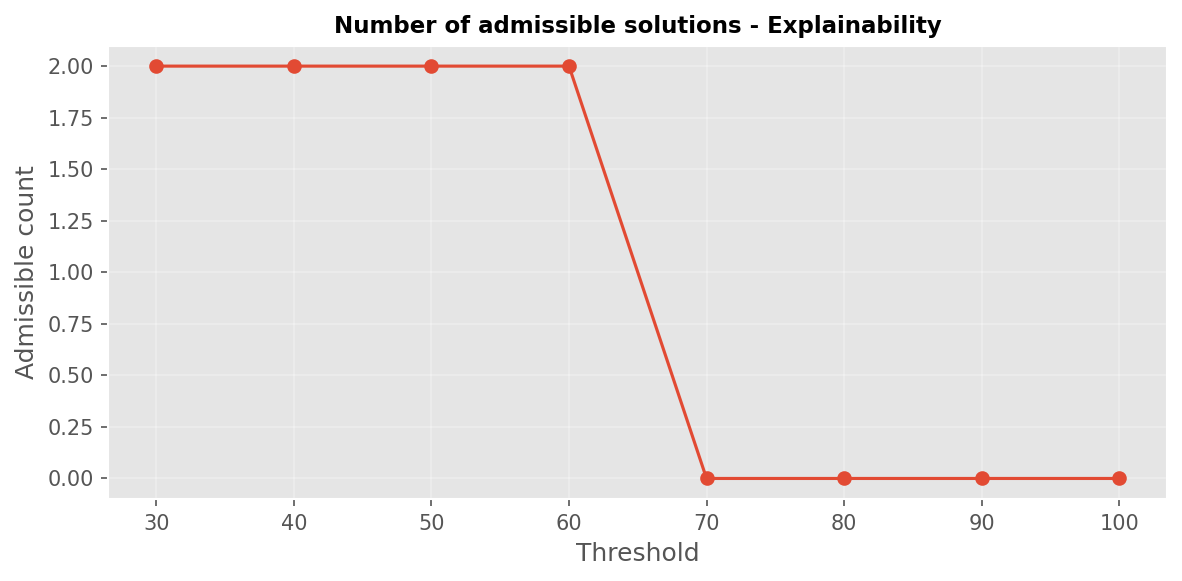 Number of admissible solutions - Explainability
Admissible count
2.00
1.75
1.50
1.25
1.00
0.75
0.50
0.25
0.00
30 40 50 60 70 80 90 100
Threshold